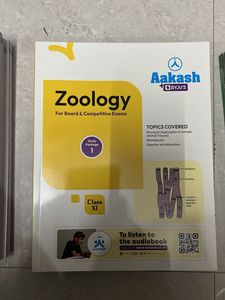 Aakash
BYJU'S
Zoology
For Board & Competitive Exams
Study
Package
1
TOPICS COVERED
Structural Organisation in Animals
(Animal Tissues)
Biomolecules
Digestion and Absorption
Class
XI
To listen to
the audiobook